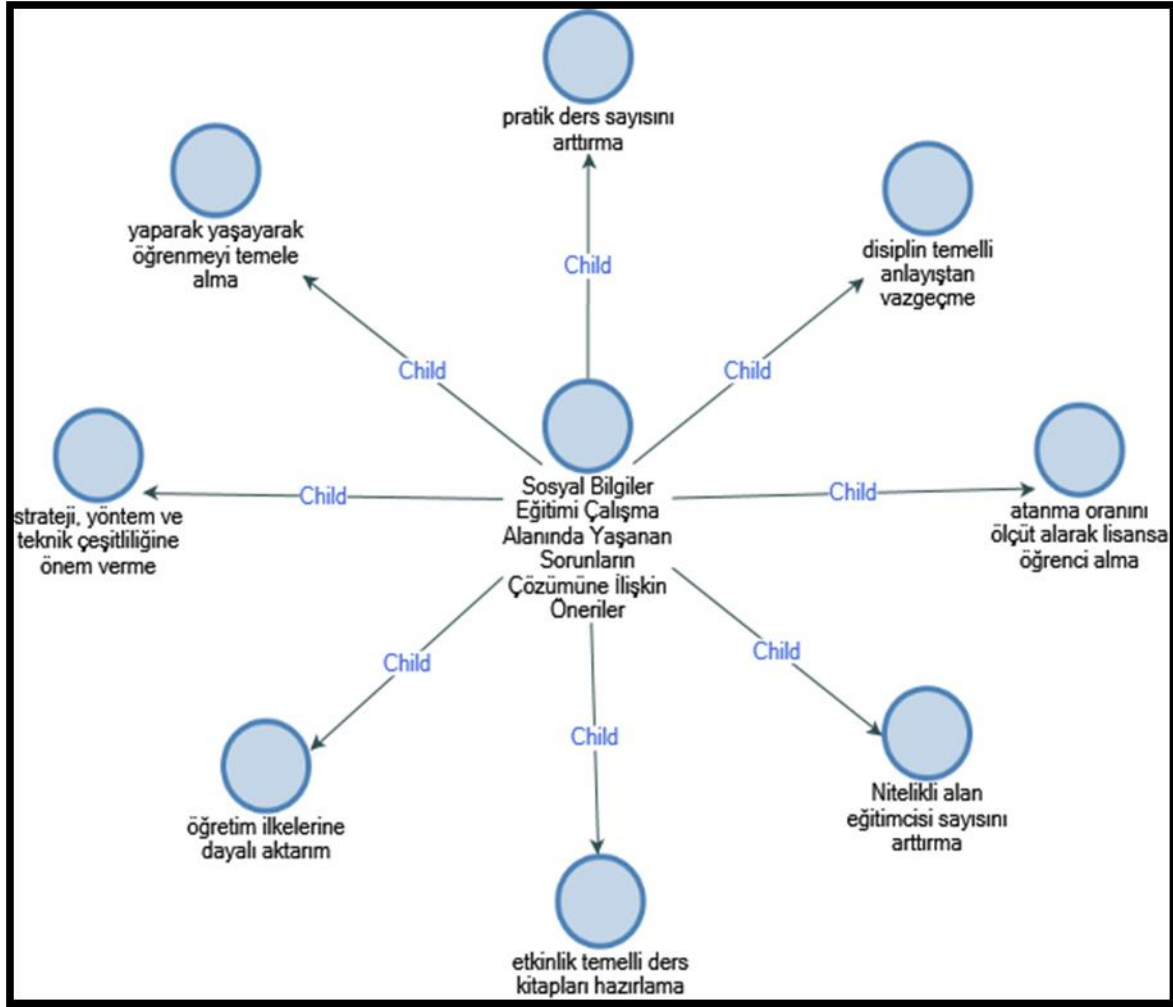 pratik ders sayısını
arttırma
yaparak yaşayarak
öğrenmeyi temele
alma
disiplin temelli
anlayıştan
vazgeçme
Child
Child
Child
Sosyal Bilgiler
Eğitimi Çalışma
Alanında Yaşanan
Sorunların
Çözümüne İlişkin
Öneriler
strateji, yöntem ve
teknik çeşitliliğine
önem verme
Child
Child
atanma oranını
ölçüt alarak lisansa
öğrenci alma
Child
Child
Child
öğretim ilkelerine
dayalı aktarım
Nitelikli alan
eğitimcisi sayısını
arttırma
etkinlik temelli ders
kitapları hazırlama